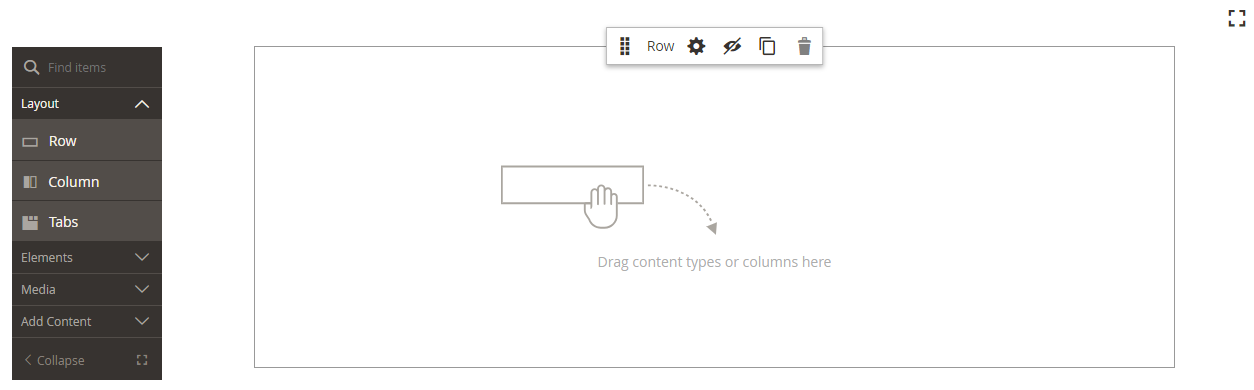 Find items
Layout
Row
Column
Tabs
Elements
Media
Add Content
Collapse
Row
Drag content types or columns here